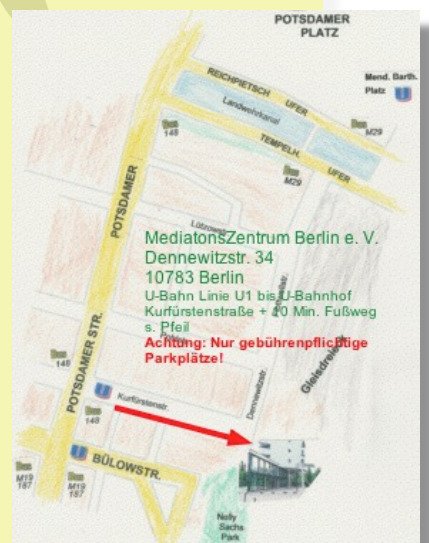 POTSDAMER
PLATZ
Mend. Barth.
Platz U
REICHPIETSCH UFER
Landwehrkanal
Bus
148
Bus
M29
TEMPELH. UFER
Bus
M29
POTSDAMER
Lützowstr.
MediatonsZentrum Berlin e. V.
Dennewitzstr. 34
10783 Berlin
U-Bahn Linie U1 bis U-Bahnhof
Kurfürstenstraße + 10 Min. Fußweg
s. Pfeil
Achtung: Nur gebührenpflichtige
Parkplätze!
Gleisdreieck
Bus
148
POTSDAMER STR.
U
Kurfürstenstr.
Dennewitzstr.
Bus
148
U
BÜLOWSTR.
Bus
M19
187
Bus
M19
187
Nelly
Sachs
Park